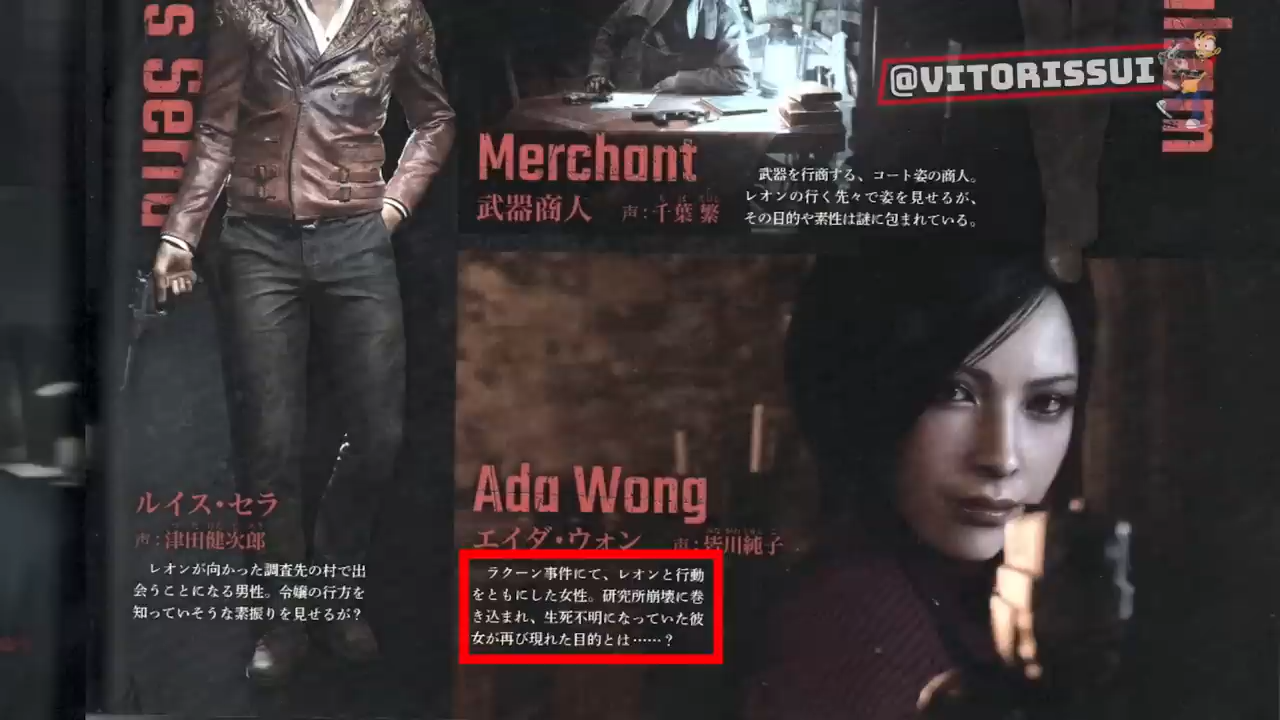 s Sera
@VITORISSUI
Merchant
武器商人 声:千葉 繁
武器を行商する、コート姿の商人。
レオンの行く先々で姿を見せるが、
その目的や素性は謎に包まれている。
ルイス・セラ
声:津田健次郎
レオンが向かった調査先の村で出
会うことになる男性。令嬢の行方を
知っていそうな素振りを見せるが?
Ada Wong
エイダ・ウォン 声:皆川純子
ラクーン事件にて、レオンと行動
をともにした女性。研究所崩壊に巻
き込まれ、生死不明になっていた彼
女が再び現れた目的とは……?